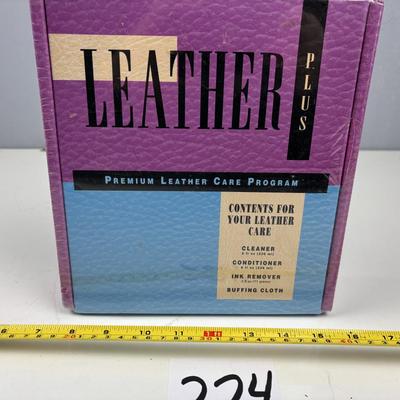 LEATHER
PLUS
PREMIUM LEATHER CARE PROGRAM
CONTENTS FOR
YOUR LEATHER
CARE
CLEANER
CONDITIONER
INK REMOVER
BUFFING CLOTH
224